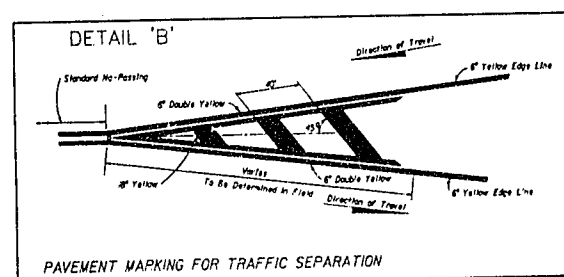 DETAIL 'B'
Direction of Travel
6" Yellow Edge Line
Standard No-Passing
40'
6" Double Yellow
45°
18" Yellow
Varies
To Be Determined In Field
6" Double Yellow
6" Yellow Edge Line
Direction of Travel
PAVEMENT MARKING FOR TRAFFIC SEPARATION